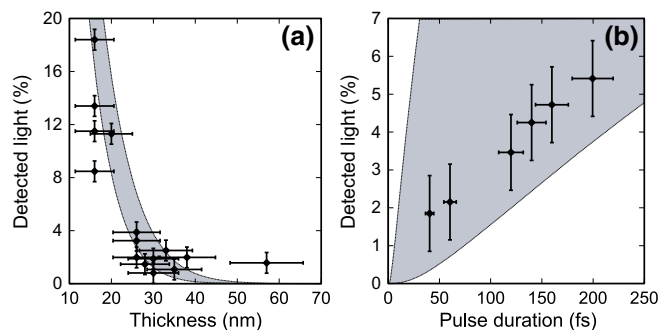 (a)
Detected light (%)
20
16
12
8
4
0
10 20 30 40 50 60 70
Thickness (nm)
(b)
Detected light (%)
7
6
5
4
3
2
1
0
0 50 100 150 200 250
Pulse duration (fs)